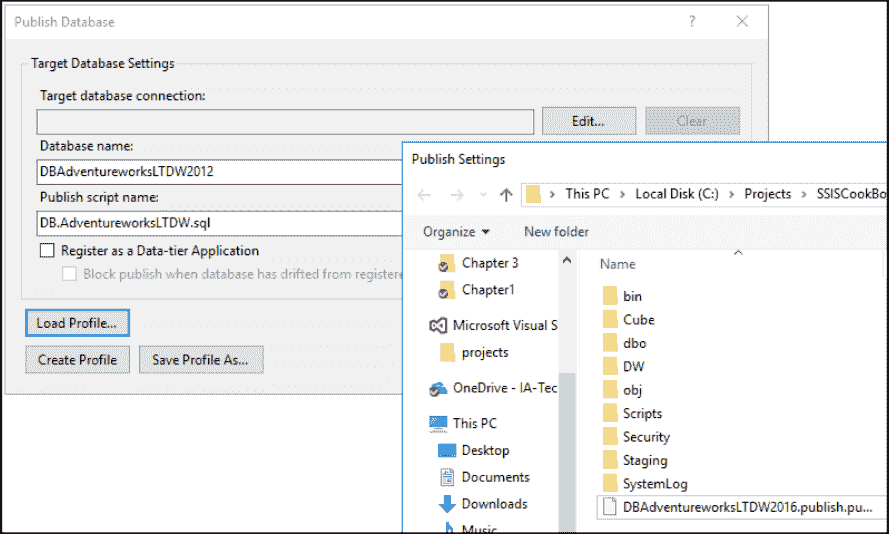 Publish Database
Target Database Settings
Target database connection:
Edit...
Clear
Database name:
DBAdventureworksLTDW2012
Publish script name:
DB.AdventureworksLTDW.sql
Register as a Data-tier Application
Block publish when database has drifted from registere
Load Profile...
Create Profile
Save Profile As...
Publish Settings
This PC > Local Disk (C:) > Projects > SSISCookBo
Organize
New folder
Chapter 3
Chapter1
Microsoft Visual S
projects
OneDrive - IA-Tec
This PC
Desktop
Documents
Downloads
Music
Name
bin
Cube
dbo
DW
obj
Scripts
Security
Staging
SystemLog
DBAdventureworksLTDW2016.publish.pu...